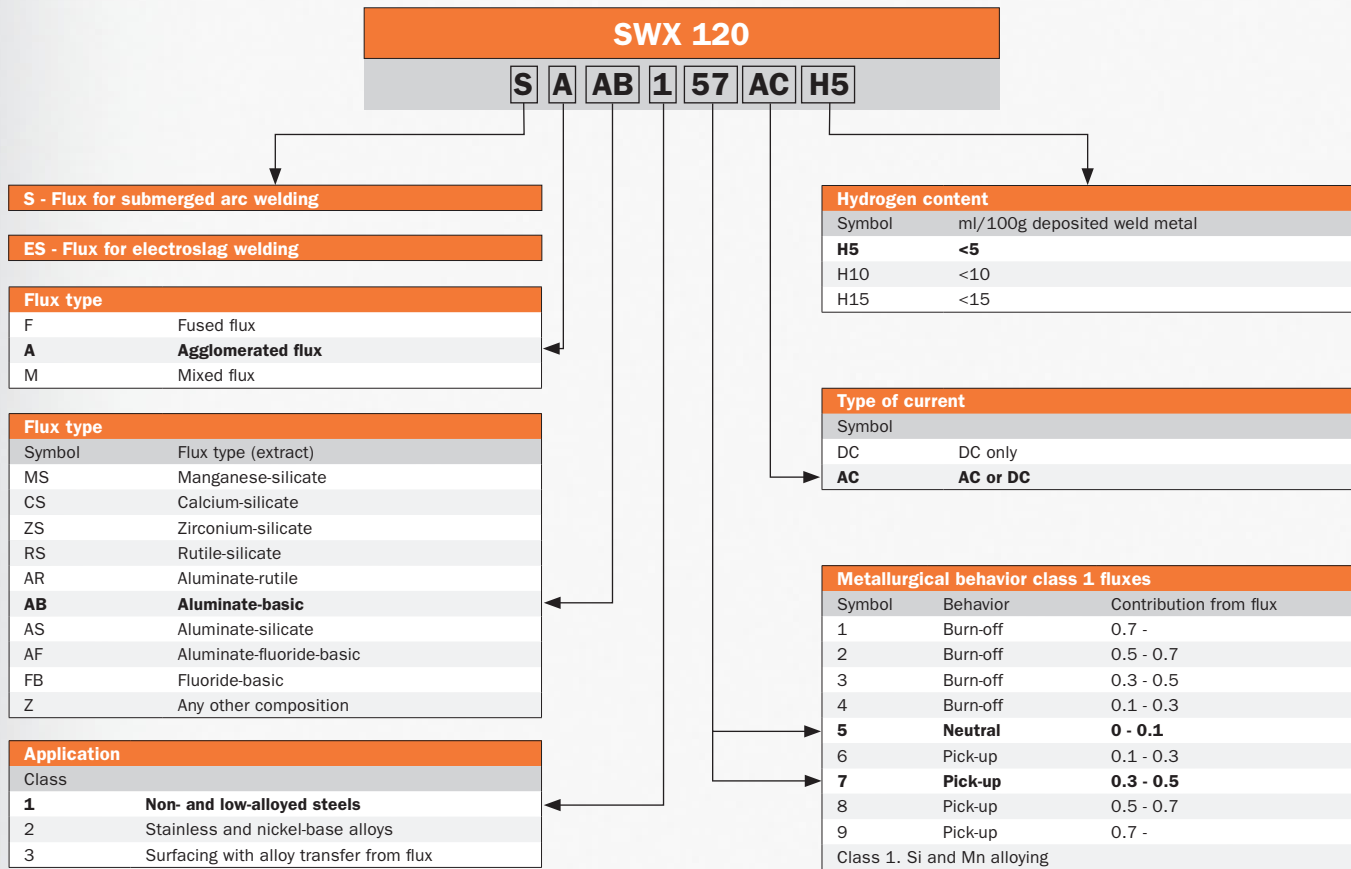 SWX 120
S A AB 1 57 AC H5
S - Flux for submerged arc welding
ES - Flux for electroslag welding
Flux type
F Fused flux
A Agglomerated flux
M Mixed flux
Flux type
Symbol Flux type (extract)
MS Manganese-silicate
CS Calcium-silicate
ZS Zirconium-silicate
RS Rutile-silicate
AR Aluminate-rutile
AB Aluminate-basic
AS Aluminate-silicate
AF Aluminate-fluoride-basic
FB Fluoride-basic
Z Any other composition
Application
Class
1 Non- and low-alloyed steels
2 Stainless and nickel-base alloys
3 Surfacing with alloy transfer from flux
Hydrogen content
Symbol ml/100g deposited weld metal
H5 <5
H10 <10
H15 <15
Type of current
Symbol
DC DC only
AC AC or DC
Metallurgical behavior class 1 fluxes
Symbol Behavior Contribution from flux
1 Burn-off 0.7 -
2 Burn-off 0.5 - 0.7
3 Burn-off 0.3 - 0.5
4 Burn-off 0.1 - 0.3
5 Neutral 0 - 0.1
6 Pick-up 0.1 - 0.3
7 Pick-up 0.3 - 0.5
8 Pick-up 0.5 - 0.7
9 Pick-up 0.7 -
Class 1. Si and Mn alloying